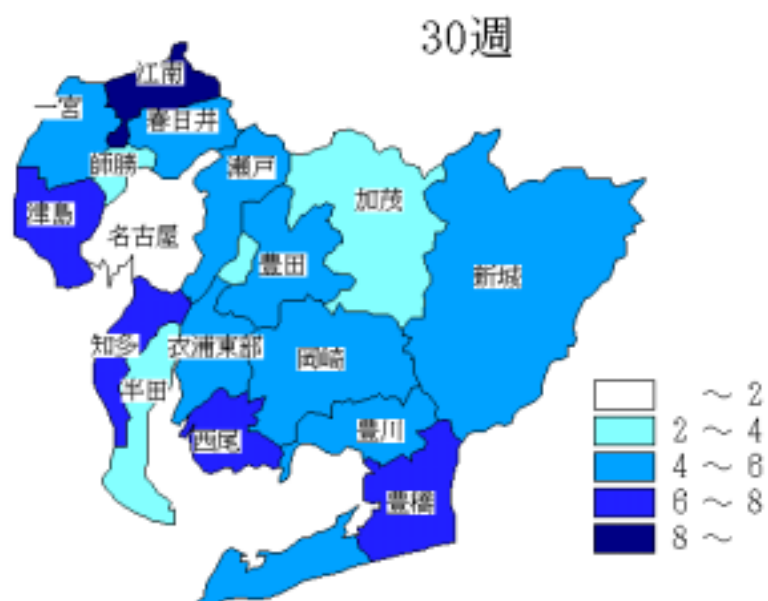 30週
江南
一宮
春日井
師勝
瀬戸
加茂
津島
名古屋
豊田
新城
知多
衣浦東部
岡崎
半田
西尾
豊川
豊橋
～2
2～4
4～6
6～8
8～